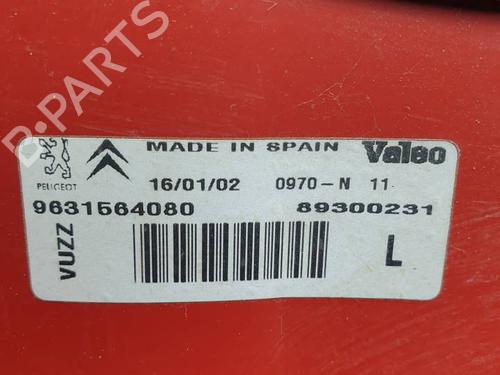 B-PARTS
MADE IN SPAIN Valeo
PEUGEOT 16/01/02 0970-N 11
9631564080 89300231
VUZZ
L